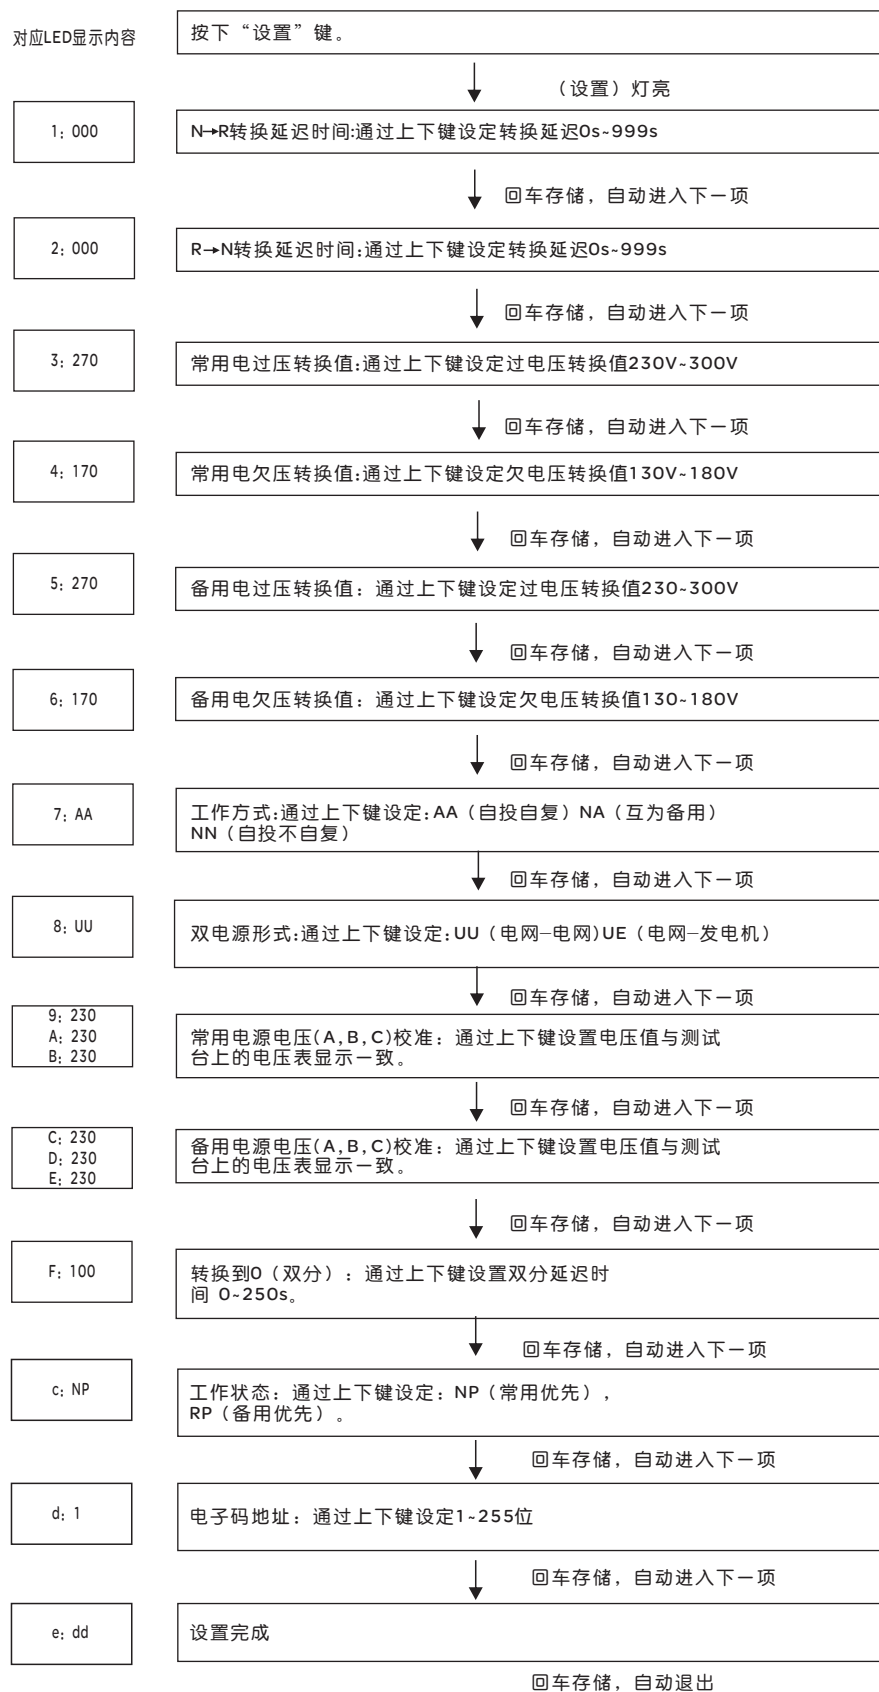 对应LED显示内容
按下“设置”键。
（设置）灯亮
1：000
N→R转换延迟时间:通过上下键设定转换延迟0s~999s
回车存储，自动进入下一项
2：000
R→N转换延迟时间:通过上下键设定转换延迟0s~999s
回车存储，自动进入下一项
3：270
常用电过压转换值:通过上下键设定过电压转换值230V~300V
回车存储，自动进入下一项
4：170
常用电欠压转换值:通过上下键设定欠电压转换值130V~180V
回车存储，自动进入下一项
5：270
备用电过压转换值：通过上下键设定过电压转换值230~300V
回车存储，自动进入下一项
6：170
备用电欠压转换值：通过上下键设定欠电压转换值130~180V
回车存储，自动进入下一项
7：AA
工作方式:通过上下键设定:AA（自投自复）NA（互为备用）
NN（自投不自复）
回车存储，自动进入下一项
8：UU
双电源形式:通过上下键设定:UU（电网—电网)UE（电网—发电机）
回车存储，自动进入下一项
9：230
A：230
B：230
常用电源电压(A,B,C)校准：通过上下键设置电压值与测试
台上的电压表显示一致。
回车存储，自动进入下一项
C：230
D：230
E：230
备用电源电压(A,B,C)校准：通过上下键设置电压值与测试
台上的电压表显示一致。
回车存储，自动进入下一项
F：100
转换到0（双分）：通过上下键设置双分延迟时
间 0~250s。
回车存储，自动进入下一项
c：NP
工作状态：通过上下键设定：NP（常用优先），
RP（备用优先）。
回车存储，自动进入下一项
d：1
电子码地址：通过上下键设定1~255位
回车存储，自动进入下一项
e：dd
设置完成
回车存储，自动退出